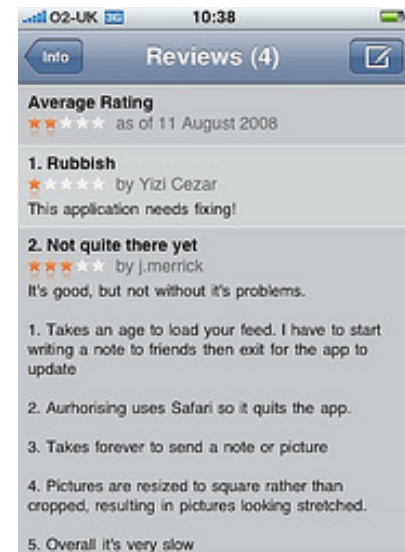 O2-UK 3G 10:38
Info Reviews (4)
Average Rating
as of 11 August 2008
1. Rubbish
by Yizi Cezar
This application needs fixing!
2. Not quite there yet
by j.merrick
It's good, but not without it's problems.
1. Takes an age to load your feed. I have to start
writing a note to friends then exit for the app to
update
2. Aurhorising uses Safari so it quits the app.
3. Takes forever to send a note or picture
4. Pictures are resized to square rather than
cropped, resulting in pictures looking stretched.
5. Overall it's very slow